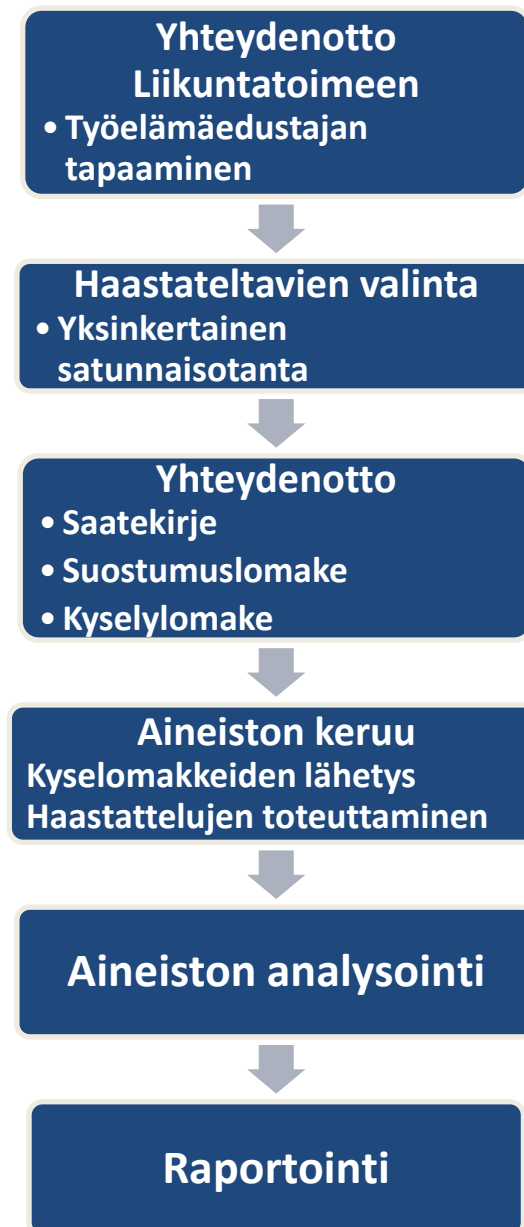 Yhteydenotto
Liikuntatoimeen
• Työelämäedustajan
tapaaminen
Haastateltavien valinta
• Yksinkertainen
satunnaisotanta
Yhteydenotto
• Saatekirje
• Suostumuslomake
• Kyselylomake
Aineiston keruu
Kyselomakkeiden lähetys
Haastattelujen toteuttaminen
Aineiston analysointi
Raportointi